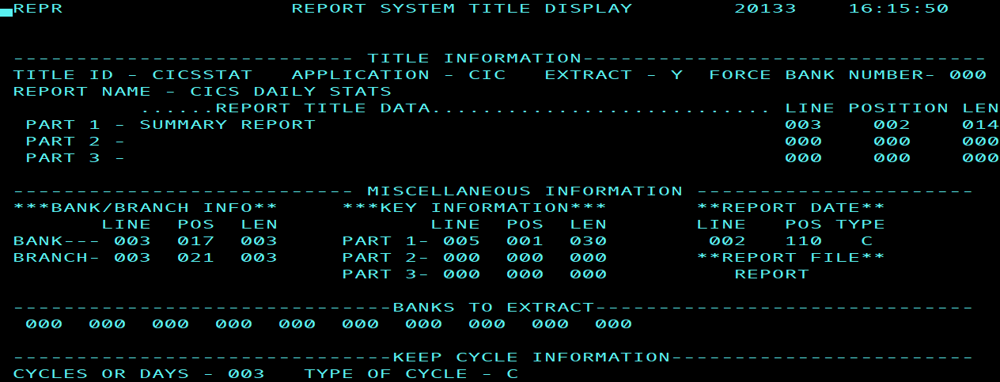 REPR REPORT SYSTEM TITLE DISPLAY 20133 16:15:50
--------------------------- TITLE INFORMATION--------------------------------
TITLE ID - CICSSTAT APPLICATION - CIC EXTRACT - Y FORCE BANK NUMBER- 000
REPORT NAME - CICS DAILY STATS
......REPORT TITLE DATA........................... LINE POSITION LEN
PART 1 - SUMMARY REPORT 003 002 014
PART 2 - 000 000 000
PART 3 - 000 000 000
--------------------------- MISCELLANEOUS INFORMATION ----------------------
***BANK/BRANCH INFO** ***KEY INFORMATION*** **REPORT DATE**
LINE POS LEN LINE POS LEN LINE POS TYPE
BANK--- 003 017 003 PART 1- 005 001 030 002 110 C
BRANCH- 003 021 003 PART 2- 000 000 000 **REPORT FILE**
PART 3- 000 000 000 REPORT
------------------------------BANKS TO EXTRACT------------------------------
000 000 000 000 000 000 000 000 000 000
------------------------------KEEP CYCLE INFORMATION------------------------
CYCLES OR DAYS - 003 TYPE OF CYCLE - C